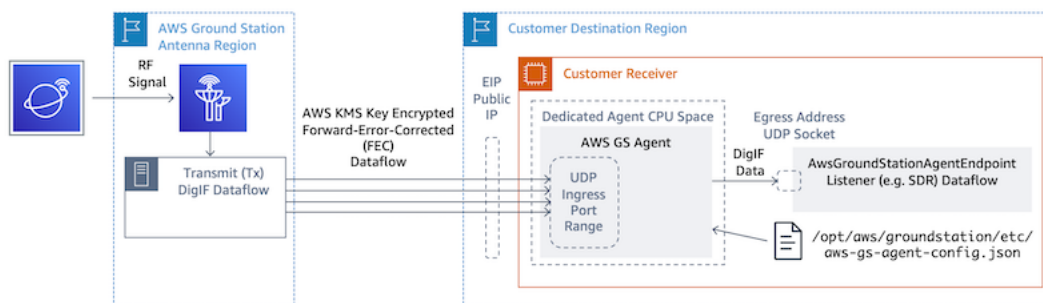 AWS Ground Station
Antenna Region
RF
Signal
Transmit (Tx)
DigIF Dataflow
AWS KMS Key Encrypted
Forward-Error-Corrected
(FEC)
Dataflow
Customer Destination Region
EIP
Public
IP
Customer Receiver
Dedicated Agent CPU Space
AWS GS Agent
UDP
Ingress
Port
Range
DigIF
Data
Egress Address
UDP Socket
AwsGroundStationAgentEndpoint
Listener (e.g. SDR) Dataflow
/opt/aws/groundstation/etc/
aws-gs-agent-config.json